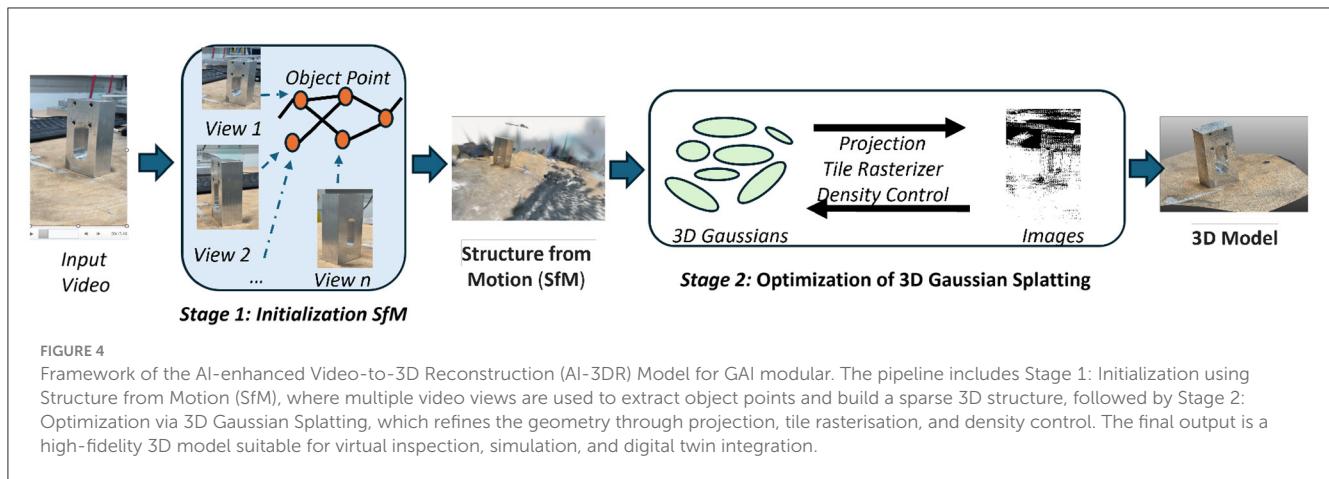 Input
Video
Object Point
View 1
View 2
...
View n
Stage 1: Initialization SfM
Structure from
Motion (SfM)
3D Gaussians
Projection
Tile Rasterizer
Density Control
Images
Stage 2: Optimization of 3D Gaussian Splatting
3D Model
FIGURE 4
Framework of the AI-enhanced Video-to-3D Reconstruction (AI-3DR) Model for GAI modular. The pipeline includes Stage 1: Initialization using
Structure from Motion (SfM), where multiple video views are used to extract object points and build a sparse 3D structure, followed by Stage 2:
Optimization via 3D Gaussian Splatting, which refines the geometry through projection, tile rasterisation, and density control. The final output is a
high-fidelity 3D model suitable for virtual inspection, simulation, and digital twin integration.